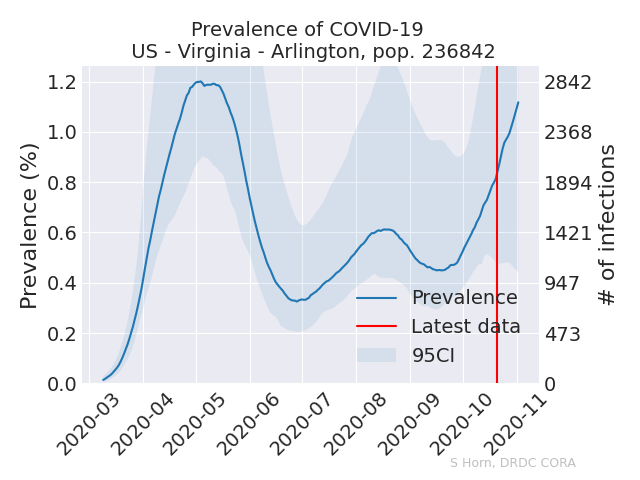 Prevalence of COVID-19
US - Virginia - Arlington, pop. 236842
Prevalence (%)
1.2
1.0
0.8
0.6
0.4
0.2
0.0
2842
2368
1894
1421
947
473
0
# of infections
Prevalence
Latest data
95CI
2020-03
2020-04
2020-05
2020-06
2020-07
2020-08
2020-09
2020-10
2020-11
S Horn, DRDC CORA